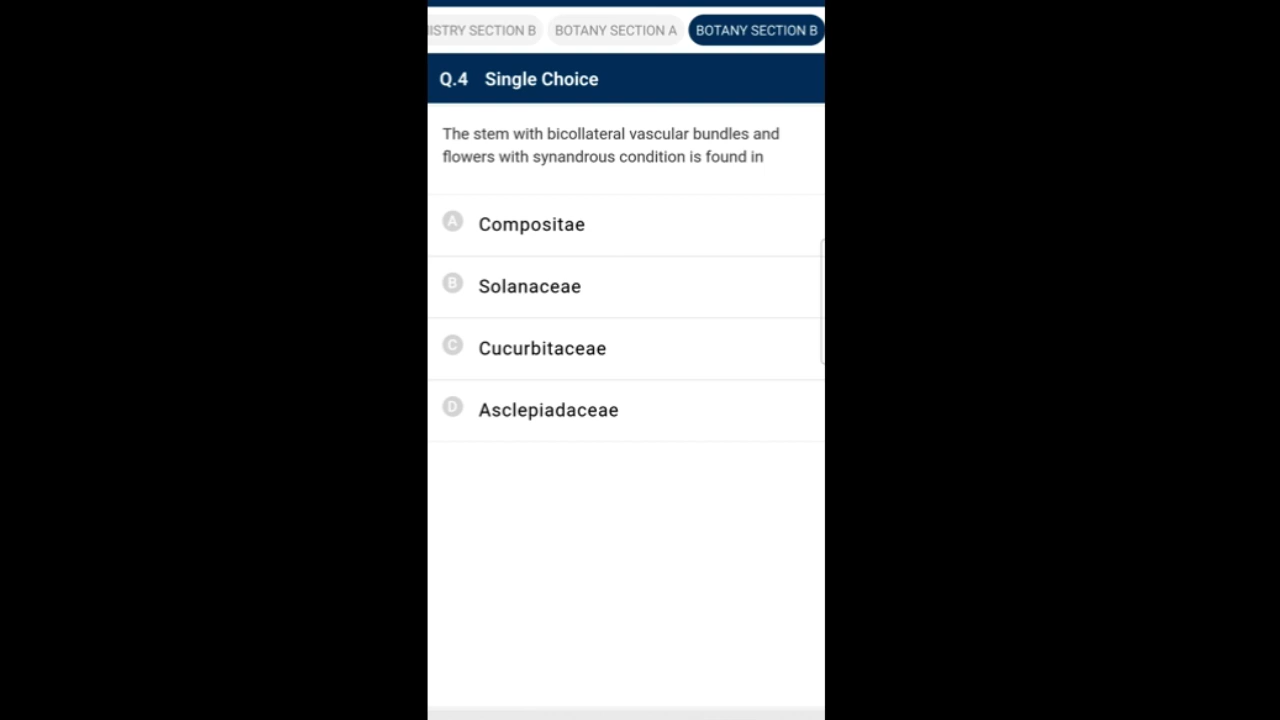 ISTRY SECTION B BOTANY SECTION A BOTANY SECTION B
Q.4 Single Choice
The stem with bicollateral vascular bundles and
flowers with synandrous condition is found in
A Compositae
B Solanaceae
C Cucurbitaceae
D Asclepiadaceae